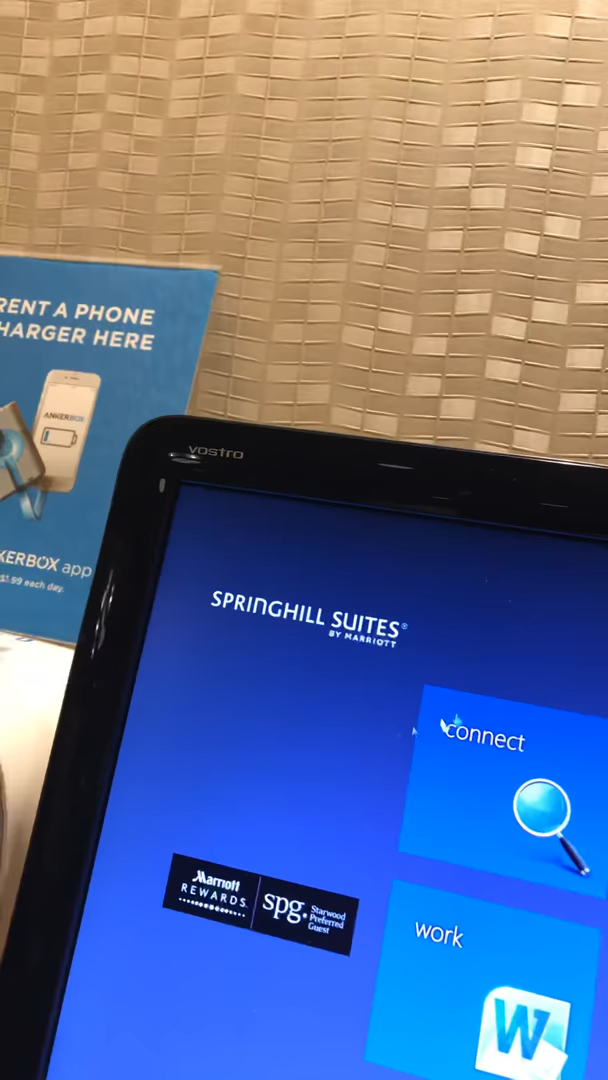 RENT A PHONE
HARGER HERE
ANKERBOX
KERBOX app
$1.99 each day.
vostro
SPRINGHILL SUITES®
BY MARRIOTT
connect
Marriott
REWARDS.
spg.
Starwood
Preferred
Guest
work
W